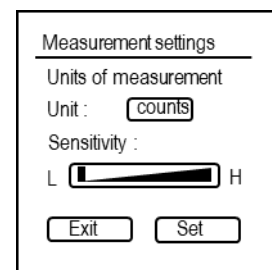 Measurement settings
Units of measurement
Unit : counts
Sensitivity :
L H
Exit Set